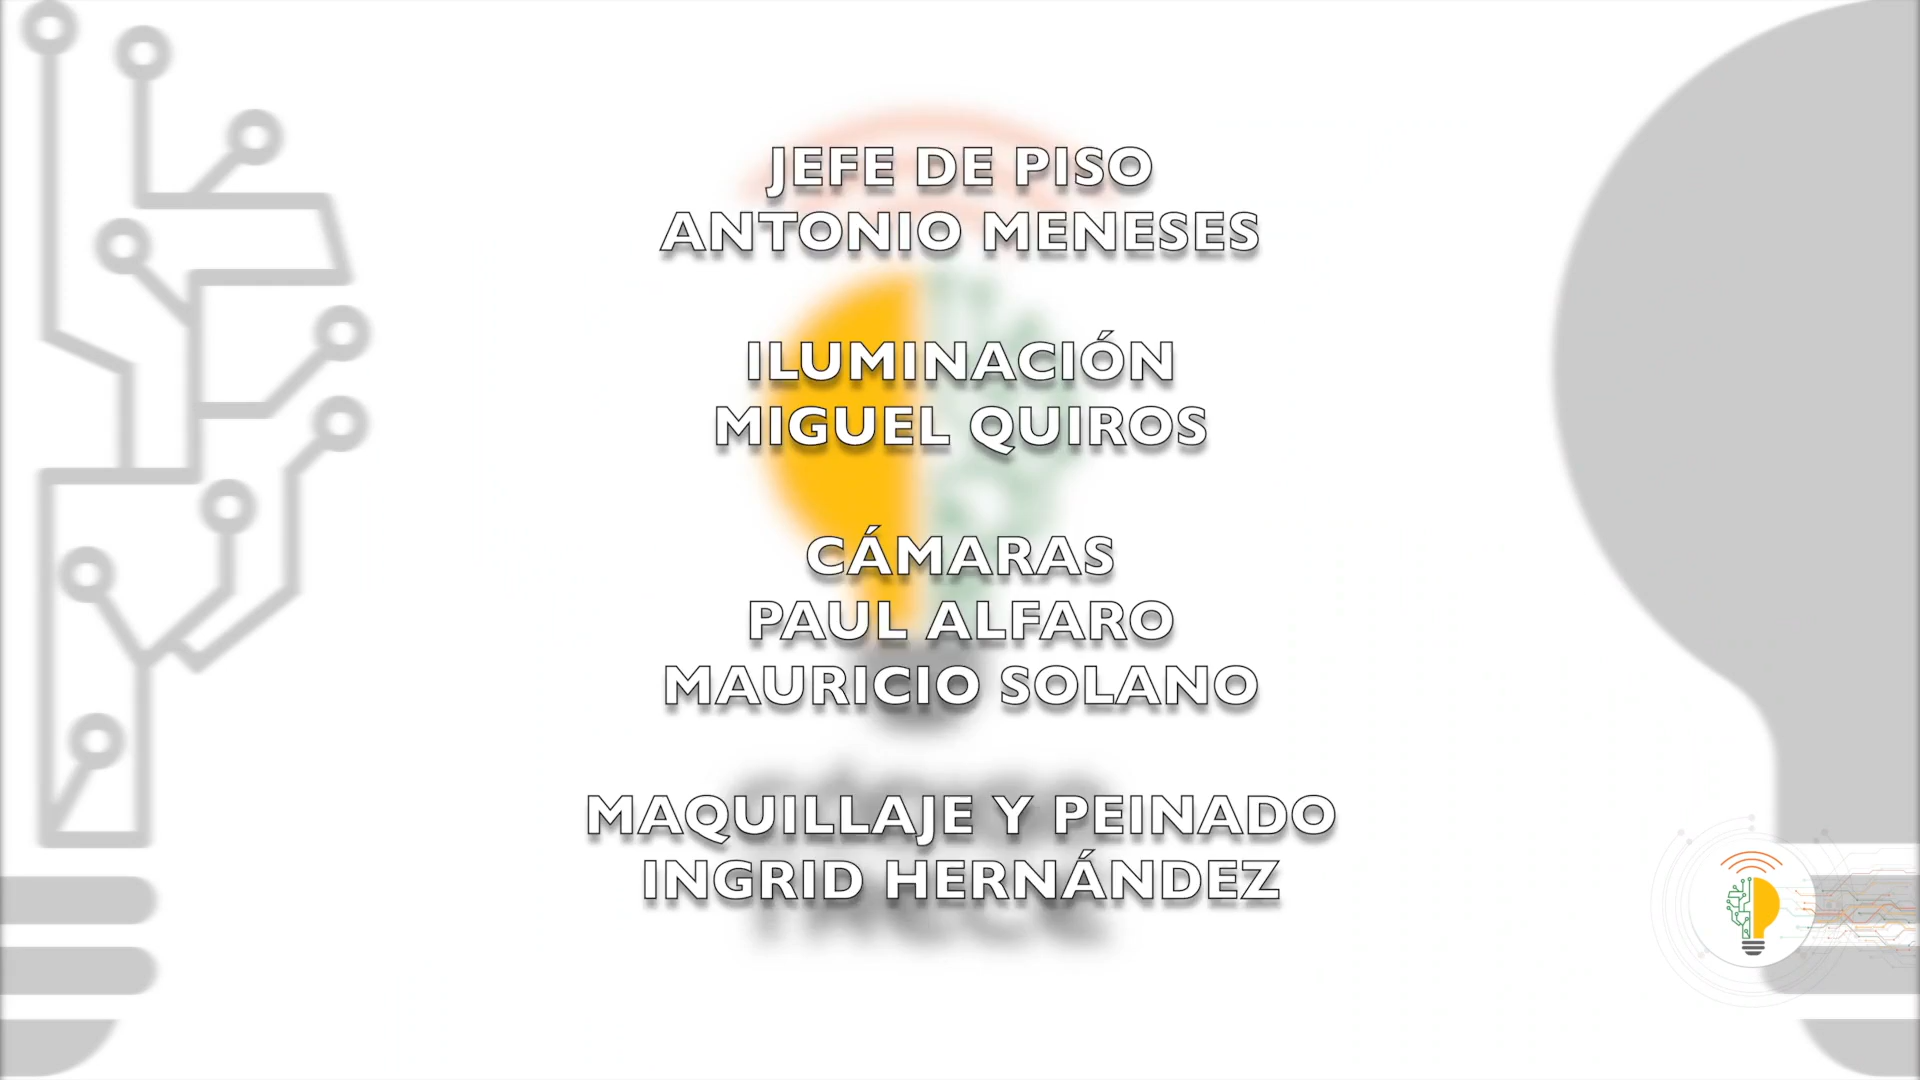 JEFE DE PISO
ANTONIO MENESES
ILUMINACIÓN
MIGUEL QUIROS
CÁMARAS
PAUL ALFARO
MAURICIO SOLANO
MAQUILLAJE Y PEINADO
INGRID HERNÁNDEZ